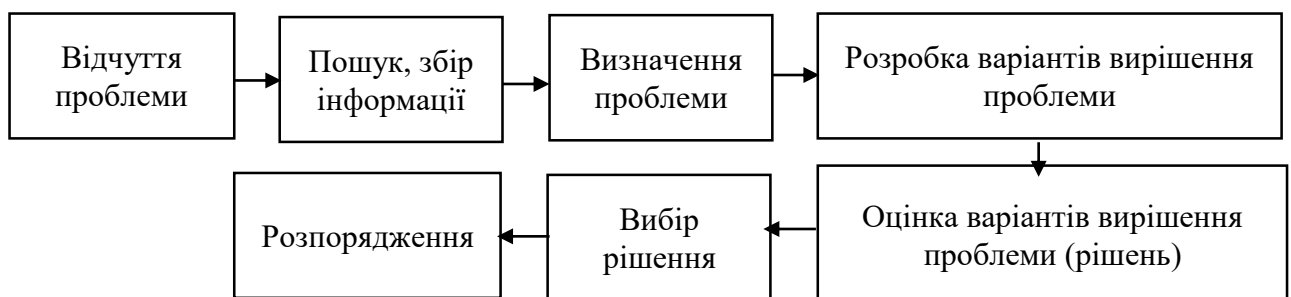 Відчуття
проблеми
Пошук, збір
інформації
Визначення
проблеми
Розробка варіантів вирішення
проблеми
Оцінка варіантів вирішення
проблеми (рішень)
Вибір
рішення
Розпорядження